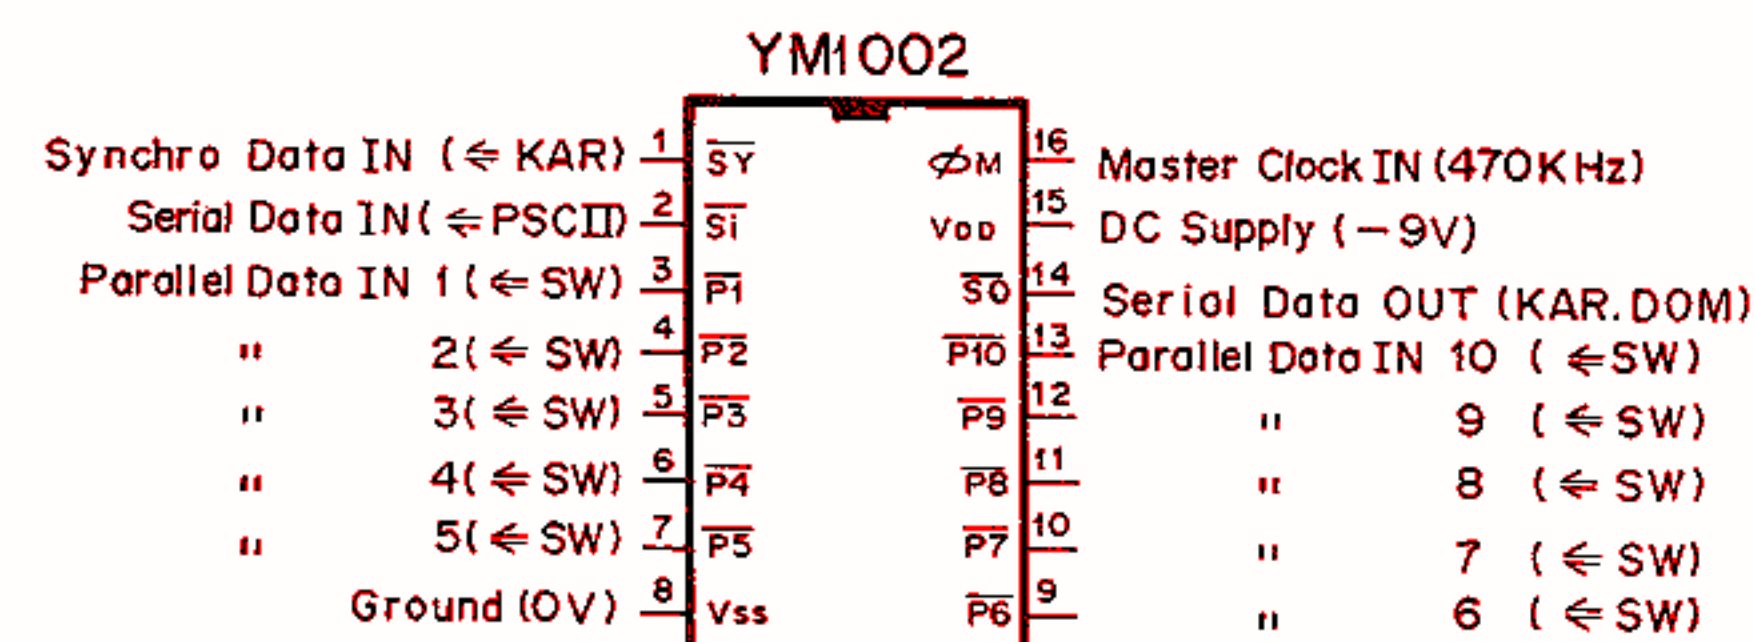 YM1002
Synchro Data IN (⇐ KAR) 1 SY ϕM 16 Master Clock IN (470KHz)
Serial Data IN (⇐ PSCII) 2 Si VDD 15 DC Supply (−9V)
Parallel Data IN 1 (⇐ SW) 3 P1 SO 14 Serial Data OUT (KAR.DOM)
" 2 (⇐ SW) 4 P2 P10 13 Parallel Data IN 10 (⇐ SW)
" 3 (⇐ SW) 5 P3 P9 12 " 9 (⇐ SW)
" 4 (⇐ SW) 6 P4 P8 11 " 8 (⇐ SW)
" 5 (⇐ SW) 7 P5 P7 10 " 7 (⇐ SW)
Ground (0V) 8 Vss P6 9 " 6 (⇐ SW)